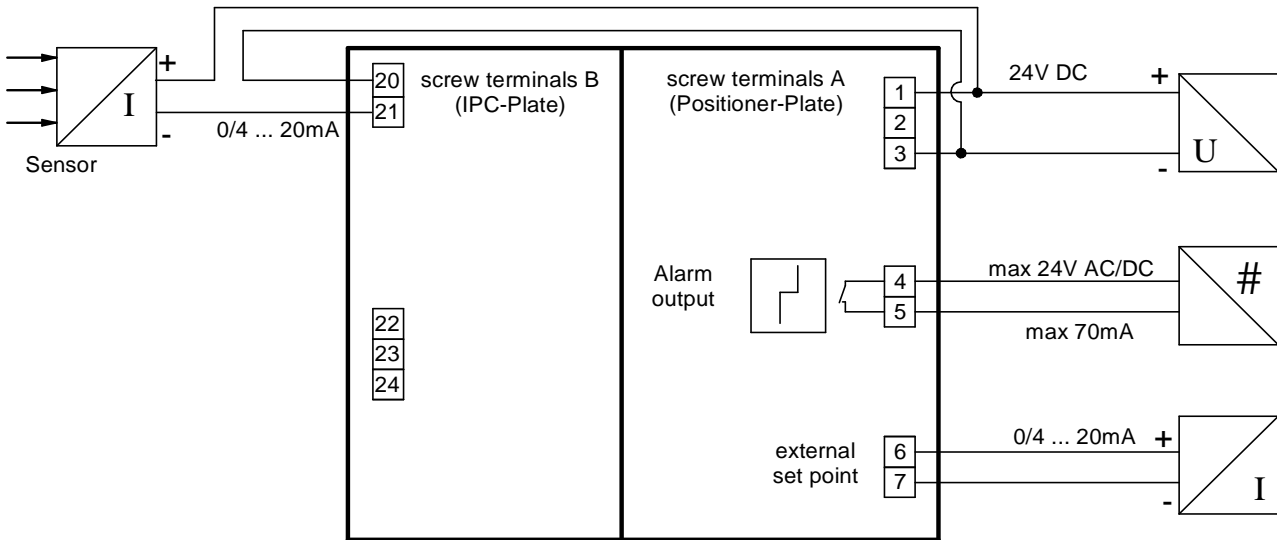 +
I
-
Sensor
0/4 ... 20mA
20
21
screw terminals B
(IPC-Plate)
22
23
24
screw terminals A
(Positioner-Plate)
1
2
3
24V DC
+
U
-
Alarm
output
4
5
max 24V AC/DC
max 70mA
#
external
set point
6
7
0/4 ... 20mA
+
I
-